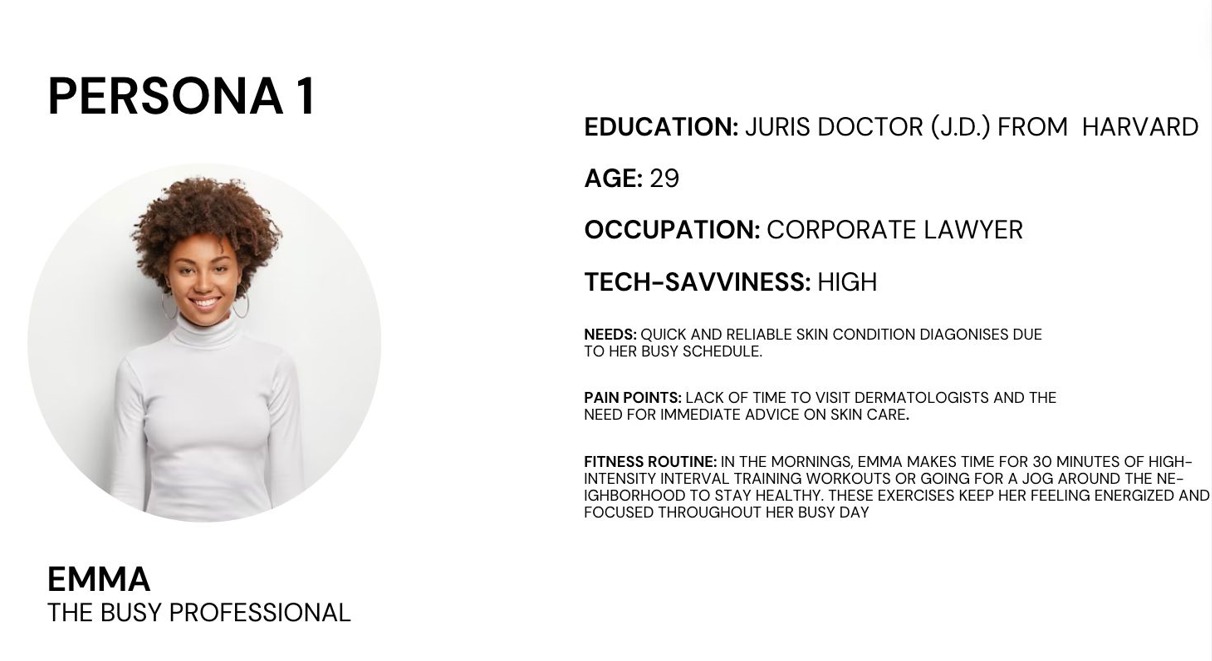 PERSONA 1
EMMA
THE BUSY PROFESSIONAL
EDUCATION: JURIS DOCTOR (J.D.) FROM  HARVARD
AGE: 29
OCCUPATION: CORPORATE LAWYER
TECH-SAVVINESS: HIGH
NEEDS: QUICK AND RELIABLE SKIN CONDITION DIAGONISES DUE
TO HER BUSY SCHEDULE.
PAIN POINTS: LACK OF TIME TO VISIT DERMATOLOGISTS AND THE
NEED FOR IMMEDIATE ADVICE ON SKIN CARE.
FITNESS ROUTINE: IN THE MORNINGS, EMMA MAKES TIME FOR 30 MINUTES OF HIGH-
INTENSITY INTERVAL TRAINING WORKOUTS OR GOING FOR A JOG AROUND THE NE-
IGHBORHOOD TO STAY HEALTHY. THESE EXERCISES KEEP HER FEELING ENERGIZED AND
FOCUSED THROUGHOUT HER BUSY DAY